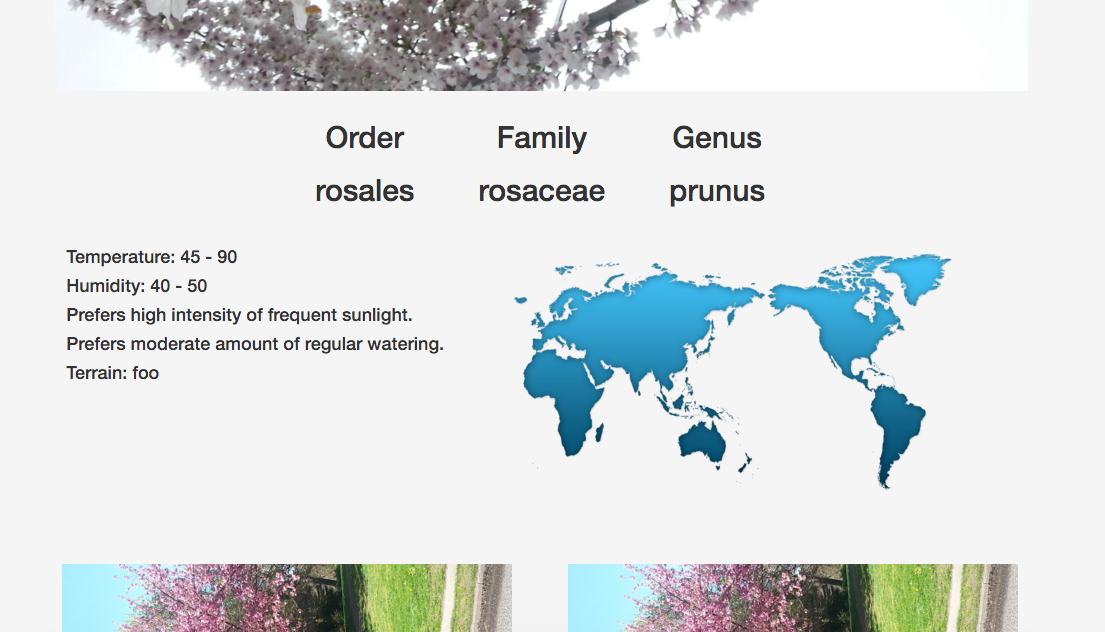 Order Family Genus
rosales rosaceae prunus
Temperature: 45 - 90
Humidity: 40 - 50
Prefers high intensity of frequent sunlight.
Prefers moderate amount of regular watering.
Terrain: foo